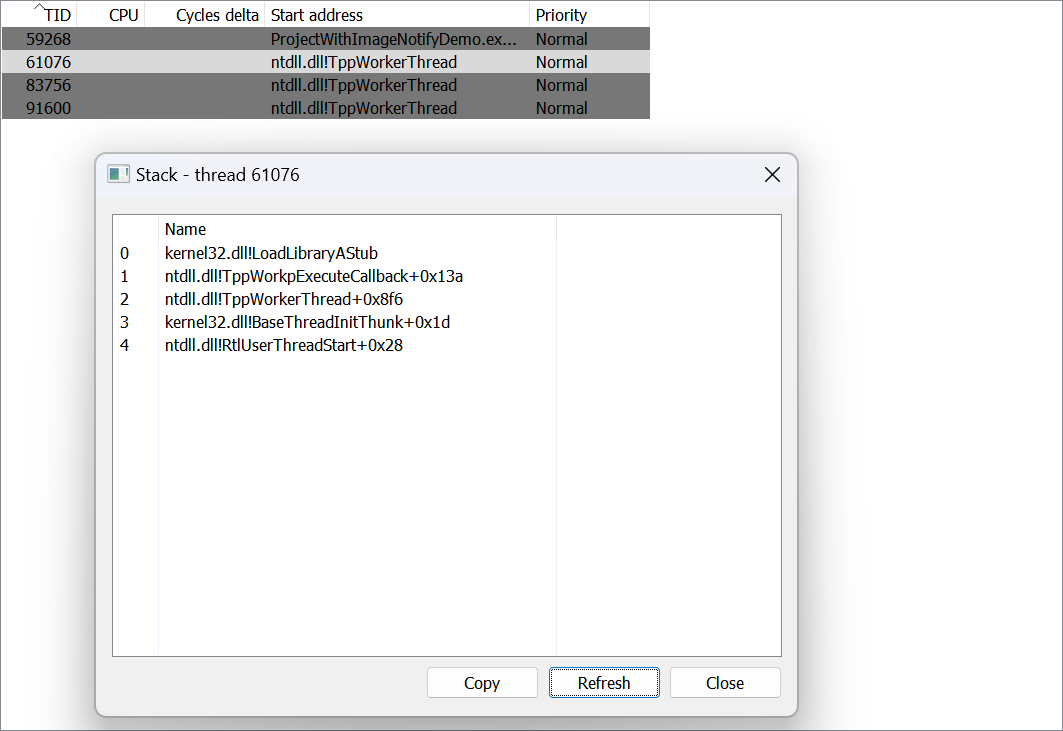 TID CPU Cycles delta Start address Priority
59268 ProjectWithImageNotifyDemo.ex... Normal
61076 ntdll.dll!TppWorkerThread Normal
83756 ntdll.dll!TppWorkerThread Normal
91600 ntdll.dll!TppWorkerThread Normal
Stack - thread 61076
Name
0 kernel32.dll!LoadLibraryAStub
1 ntdll.dll!TppWorkpExecuteCallback+0x13a
2 ntdll.dll!TppWorkerThread+0x8f6
3 kernel32.dll!BaseThreadInitThunk+0x1d
4 ntdll.dll!RtlUserThreadStart+0x28
Copy Refresh Close